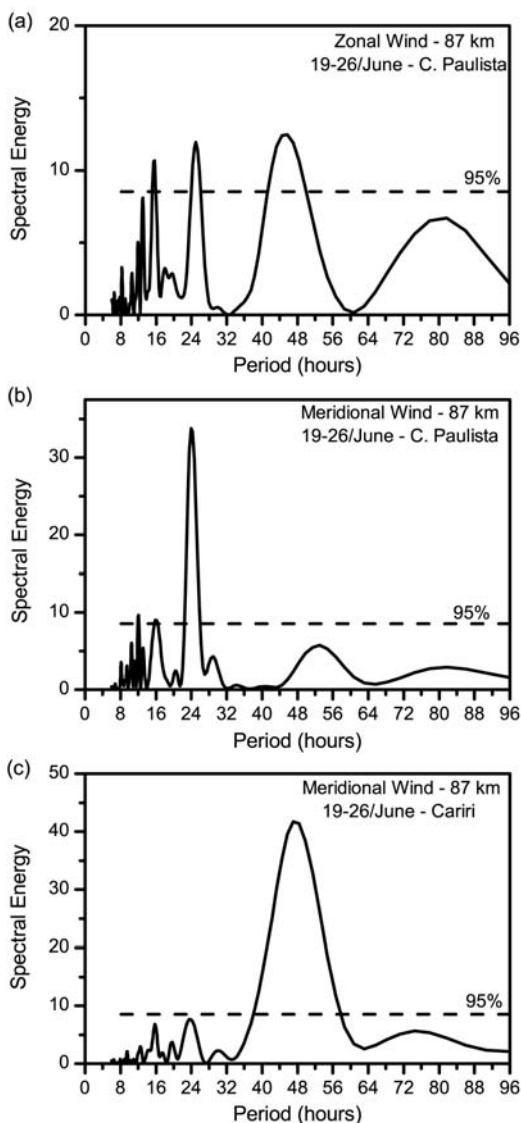 (a)
20
Zonal Wind - 87 km
19-26/June - C. Paulista
10
95%
Spectral Energy
0
0 8 16 24 32 40 48 56 64 72 80 88 96
Period (hours)
(b)
Meridional Wind - 87 km
19-26/June - C. Paulista
30
20
10
95%
Spectral Energy
0
0 8 16 24 32 40 48 56 64 72 80 88 96
Period (hours)
(c)
50
Meridional Wind - 87 km
19-26/June - Cariri
40
30
20
10
95%
Spectral Energy
0
0 8 16 24 32 40 48 56 64 72 80 88 96
Period (hours)